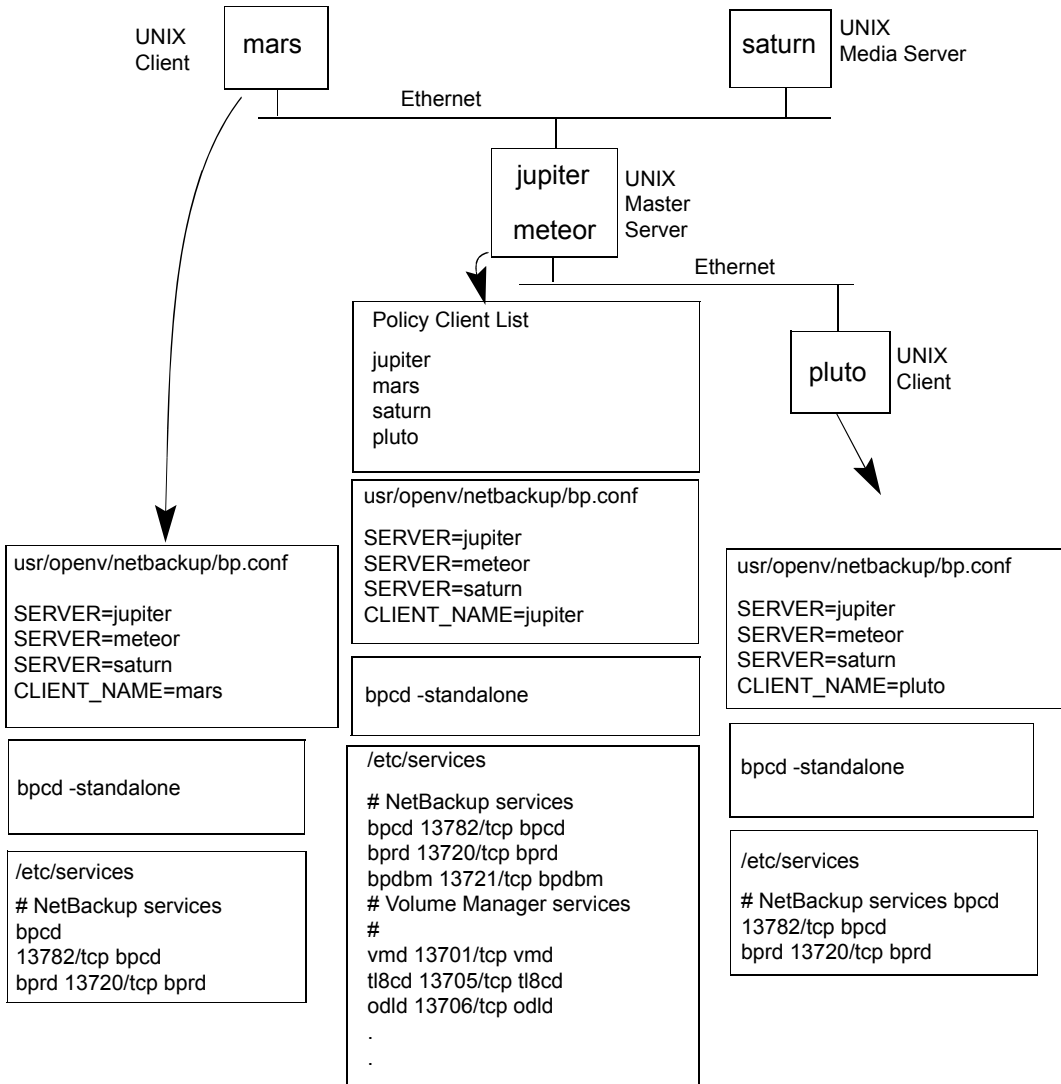 UNIX
Client
mars
saturn
UNIX
Media Server
Ethernet
jupiter
meteor
UNIX
Master
Server
Ethernet
pluto
UNIX
Client
Policy Client List
jupiter
mars
saturn
pluto
usr/openv/netbackup/bp.conf
SERVER=jupiter
SERVER=meteor
SERVER=saturn
CLIENT_NAME=mars
bpcd -standalone
/etc/services
# NetBackup services
bpcd
13782/tcp bpcd
bprd 13720/tcp bprd
usr/openv/netbackup/bp.conf
SERVER=jupiter
SERVER=meteor
SERVER=saturn
CLIENT_NAME=jupiter
bpcd -standalone
/etc/services
# NetBackup services
bpcd 13782/tcp bpcd
bprd 13720/tcp bprd
bpdbm 13721/tcp bpdbm
# Volume Manager services
#
vmd 13701/tcp vmd
tl8cd 13705/tcp tl8cd
odld 13706/tcp odld
.
.
usr/openv/netbackup/bp.conf
SERVER=jupiter
SERVER=meteor
SERVER=saturn
CLIENT_NAME=pluto
bpcd -standalone
/etc/services
# NetBackup services bpcd
13782/tcp bpcd
bprd 13720/tcp bprd